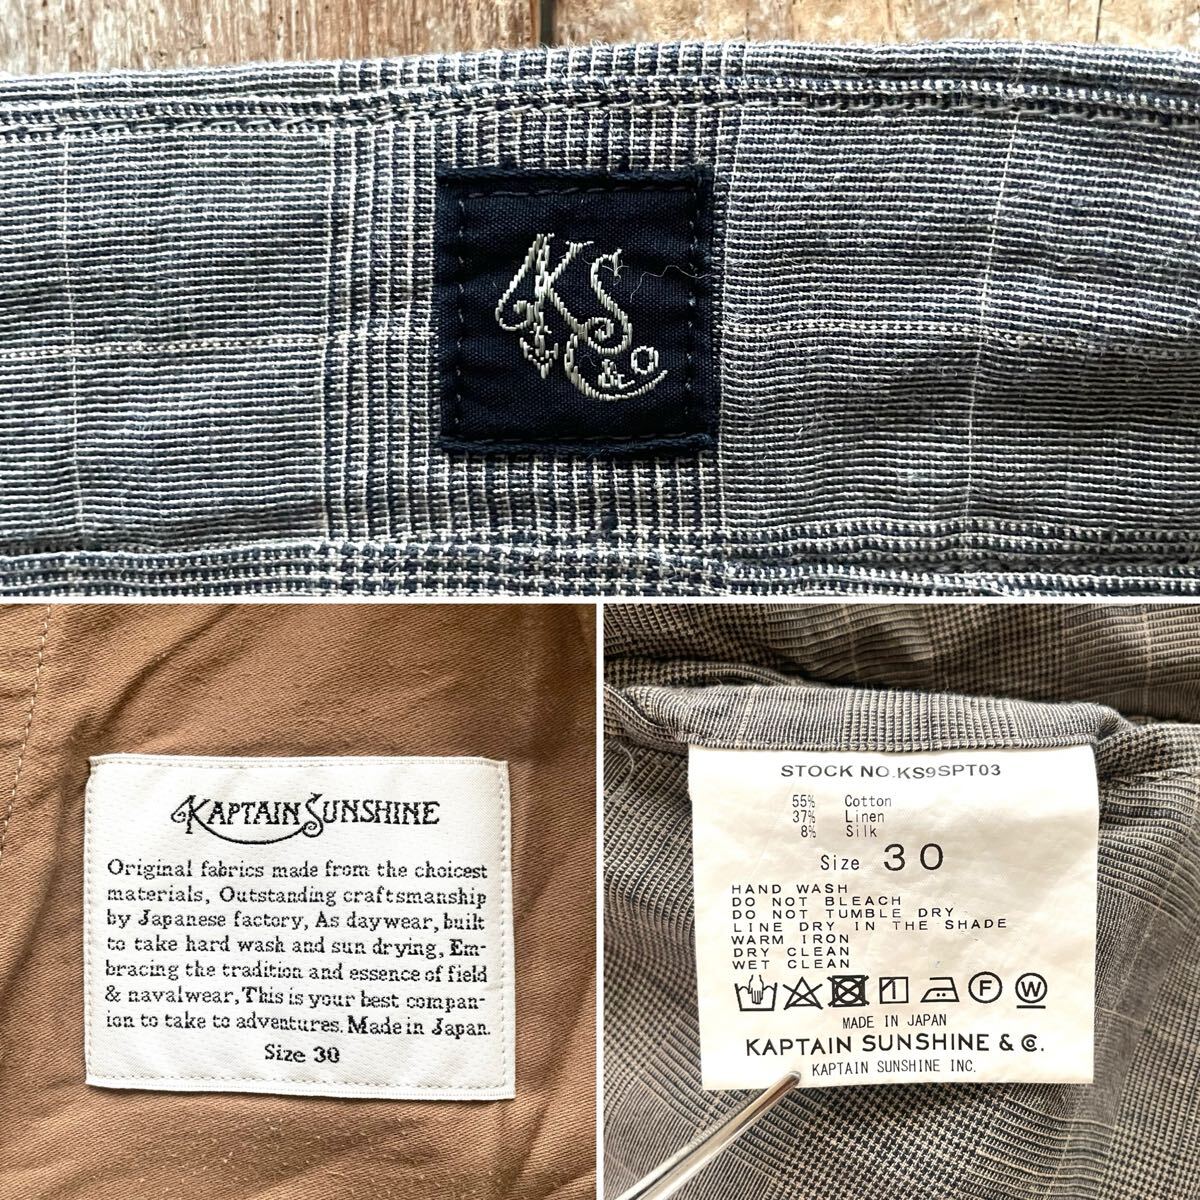 KS
& Co
KAPTAIN SUNSHINE
Original fabrics made from the choicest
materials, Outstanding craftsmanship
by Japanese factory, As daywear, built
to take hard wash and sun drying, Em-
bracing the tradition and essence of field
& navalwear, This is your best compan-
ion to take to adventures. Made in Japan.
Size 30
STOCK NO.KS9SPT03
55% Cotton
37% Linen
8% Silk
Size 30
HAND WASH
DO NOT BLEACH
DO NOT TUMBLE DRY
LINE DRY IN THE SHADE
WARM IRON
DRY CLEAN
WET CLEAN
F W
MADE IN JAPAN
KAPTAIN SUNSHINE & Co.
KAPTAIN SUNSHINE INC.